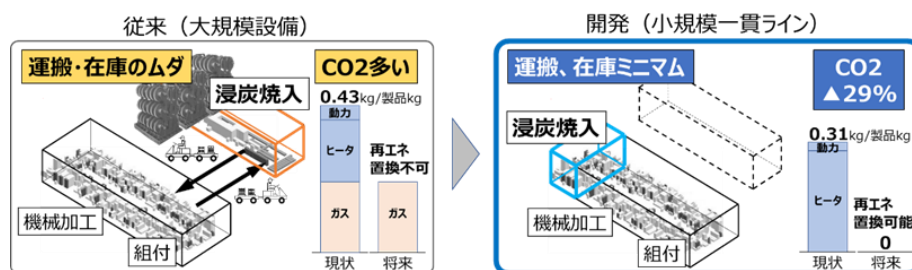 従来（大規模設備）
運搬・在庫のムダ
CO2多い
浸炭焼入
0.43kg/製品kg
動力
ヒータ
再エネ
置換不可
ガス
ガス
機械加工
組付
現状
将来
開発（小規模一貫ライン）
運搬、在庫ミニマム
CO2
▲29%
浸炭焼入
0.31kg/製品kg
動力
ヒータ
再エネ
置換可能
0
機械加工
組付
現状
将来